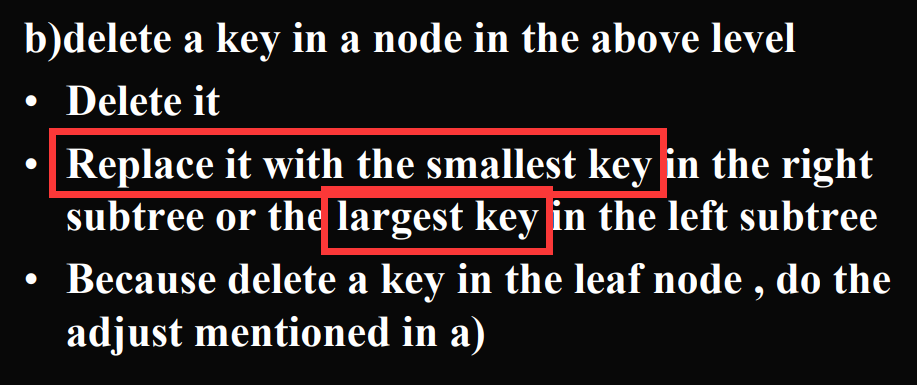 b)delete a key in a node in the above level
• Delete it
• Replace it with the smallest key in the right
subtree or the largest key in the left subtree
• Because delete a key in the leaf node , do the
adjust mentioned in a)